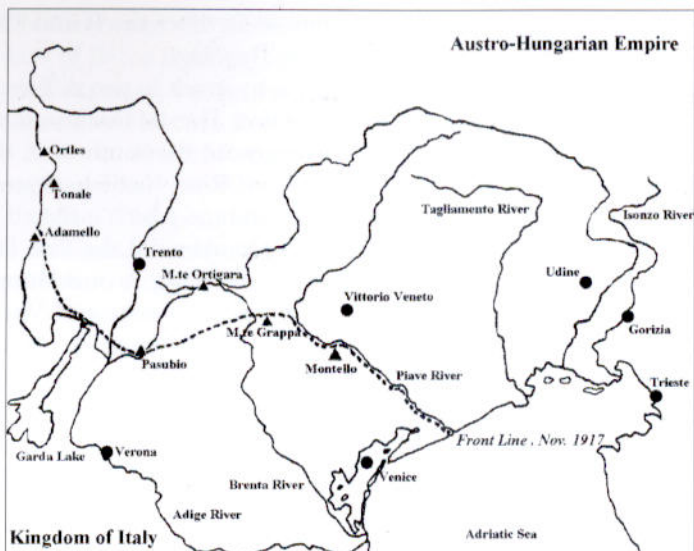 Austro-Hungarian Empire
Ortles
Tonale
Adamello
Trento
M.te Ortigara
Tagliamento River
Isonzo River
Udine
Vittorio Veneto
Gorizia
M.te Grappa
Pasubio
Montello
Piave River
Trieste
Front Line . Nov. 1917
Garda Lake
Verona
Venice
Brenta River
Adige River
Kingdom of Italy
Adriatic Sea